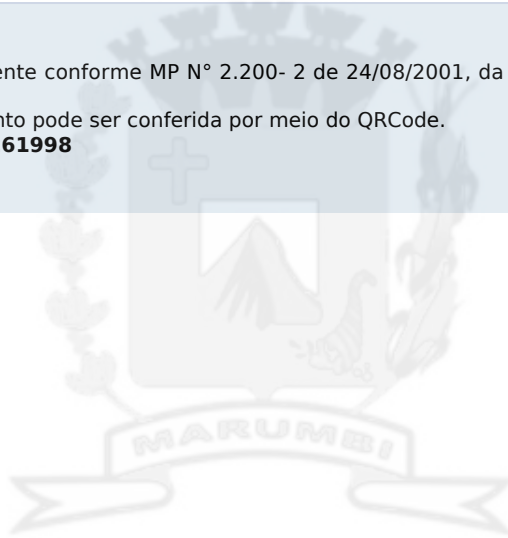 ente conforme MP N° 2.200- 2 de 24/08/2001, da
nto pode ser conferida por meio do QRCode.
61998
MARUMBI